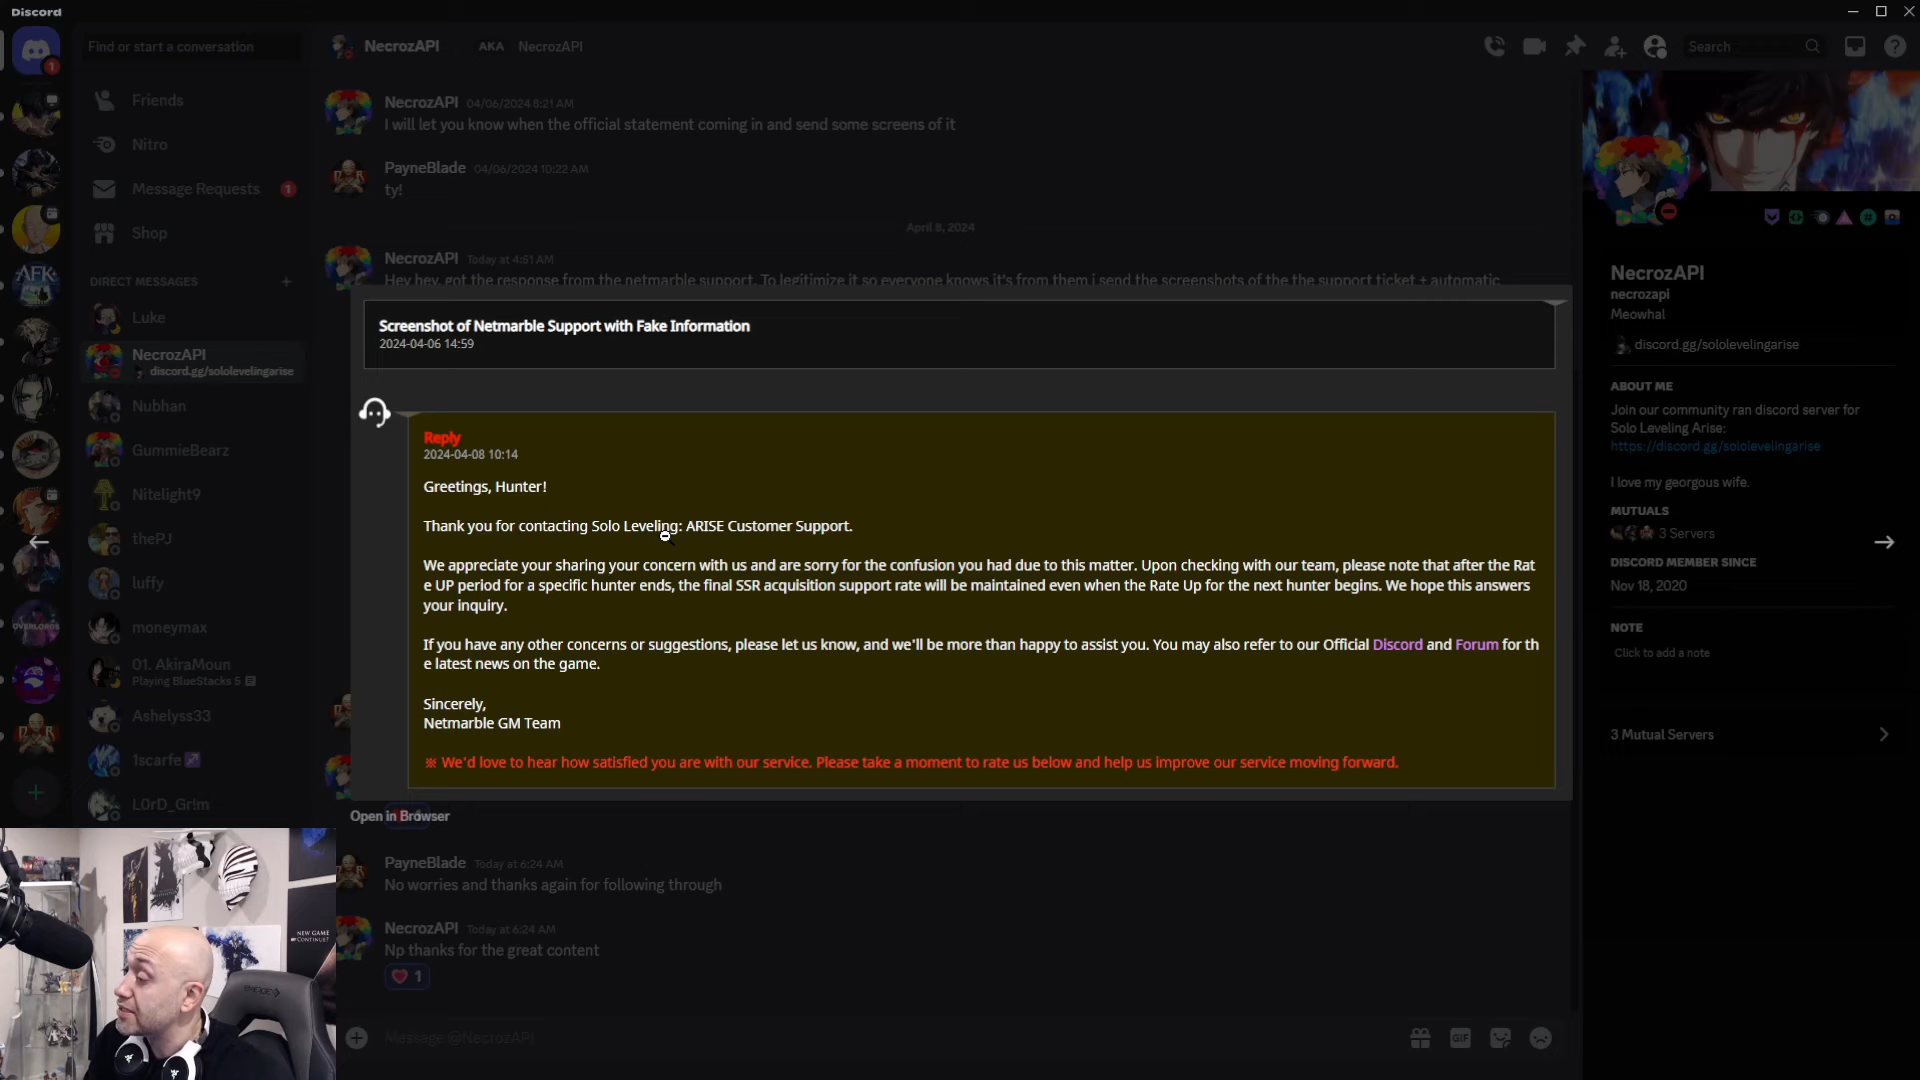 Discord
Find or start a conversation
NecrozAPI AKA NecrozAPI
Search
Friends
Nitro
Message Requests 1
Shop
DIRECT MESSAGES
Luke
NecrozAPI
discord.gg/sololevelingarise
Nubhan
GummieBearz
Nitelight9
thePJ
luffy
moneymax
01. AkiraMoun
Playing BlueStacks 5
Ashelyss33
1scarfe
L0rD_Gr!m
AFK
OVERLORDS
NecrozAPI 04/06/2024 8:21 AM
I will let you know when the official statement coming in and send some screens of it
PayneBlade 04/06/2024 10:22 AM
ty!
April 8, 2024
NecrozAPI Today at 4:51 AM
Hey hey, got the response from the netmarble support. To legitimize it so everyone knows it's from them i send the screenshots of the the support ticket + automatic
Screenshot of Netmarble Support with Fake Information
2024-04-06 14:59
Reply
2024-04-08 10:14
Greetings, Hunter!
Thank you for contacting Solo Leveling: ARISE Customer Support.
We appreciate your sharing your concern with us and are sorry for the confusion you had due to this matter. Upon checking with our team, please note that after the Rat
e UP period for a specific hunter ends, the final SSR acquisition support rate will be maintained even when the Rate Up for the next hunter begins. We hope this answers
your inquiry.
If you have any other concerns or suggestions, please let us know, and we'll be more than happy to assist you. You may also refer to our Official Discord and Forum for th
e latest news on the game.
Sincerely,
Netmarble GM Team
※ We'd love to hear how satisfied you are with our service. Please take a moment to rate us below and help us improve our service moving forward.
Open in Browser
PayneBlade Today at 6:24 AM
No worries and thanks again for following through
NecrozAPI Today at 6:24 AM
Np thanks for the great content
1
Message @NecrozAPI
GIF
NecrozAPI
necrozapi
Meowhal
discord.gg/sololevelingarise
ABOUT ME
Join our community ran discord server for
Solo Leveling Arise:
https://discord.gg/sololevelingarise
I love my georgous wife.
MUTUALS
3 Servers
DISCORD MEMBER SINCE
Nov 18, 2020
NOTE
Click to add a note
3 Mutual Servers
NEW GAME
CONTINUE